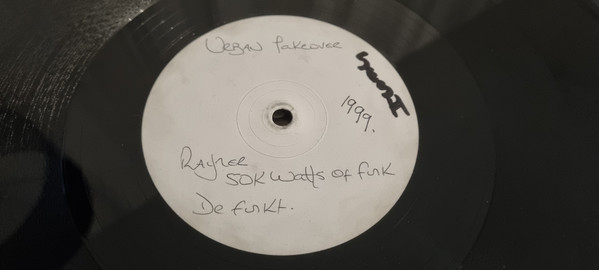 Urban Takeover
1999.
Rayner
50K Watts of Funk
De funkt.